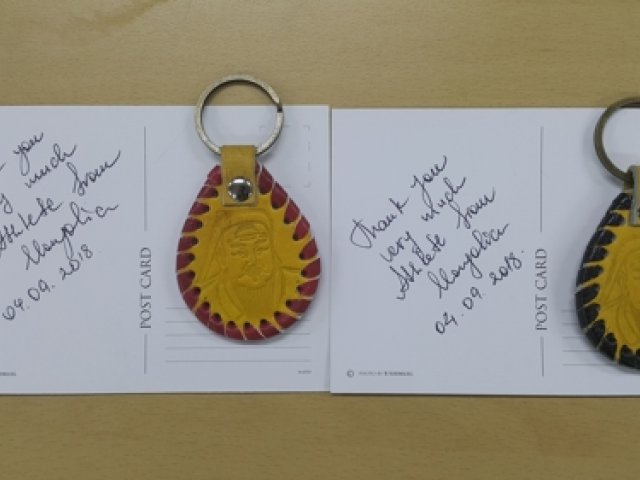 you
much
from
Mongolia
04.09.2018
POST CARD
Thank you
very much
Athlete from
Mongolia
04.09.2018.
POST CARD
©